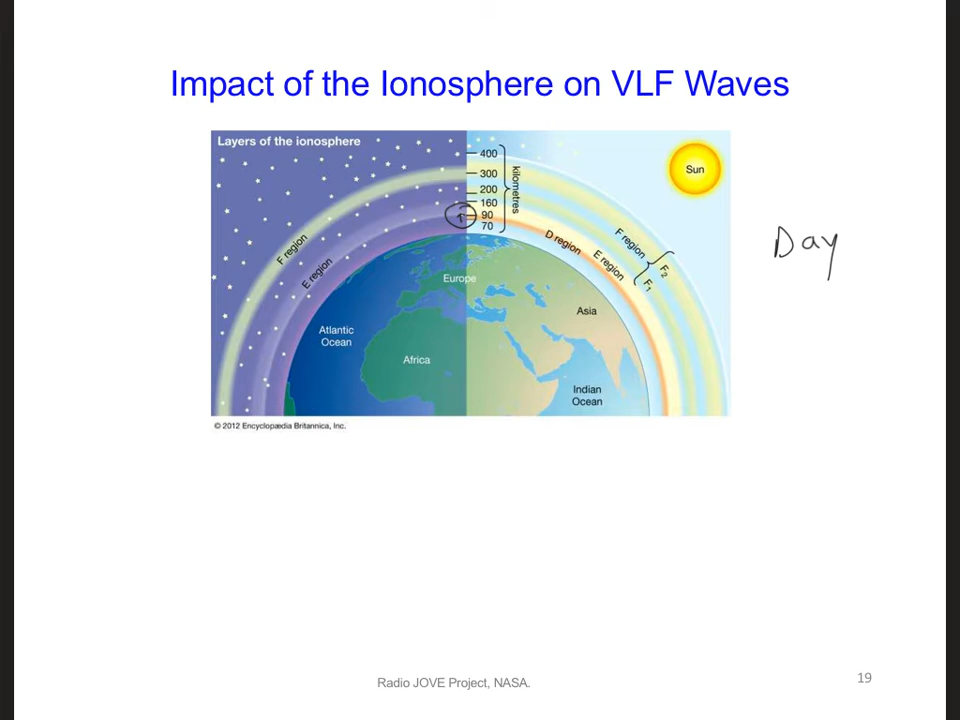 Impact of the Ionosphere on VLF Waves
Layers of the ionosphere
400
300
200
160
90
70
kilometres
Sun
Day
F region
E region
D region
E region
F region
F₂
F₁
Europe
Asia
Atlantic
Ocean
Africa
Indian
Ocean
© 2012 Encyclopædia Britannica, Inc.
Radio JOVE Project, NASA.
19